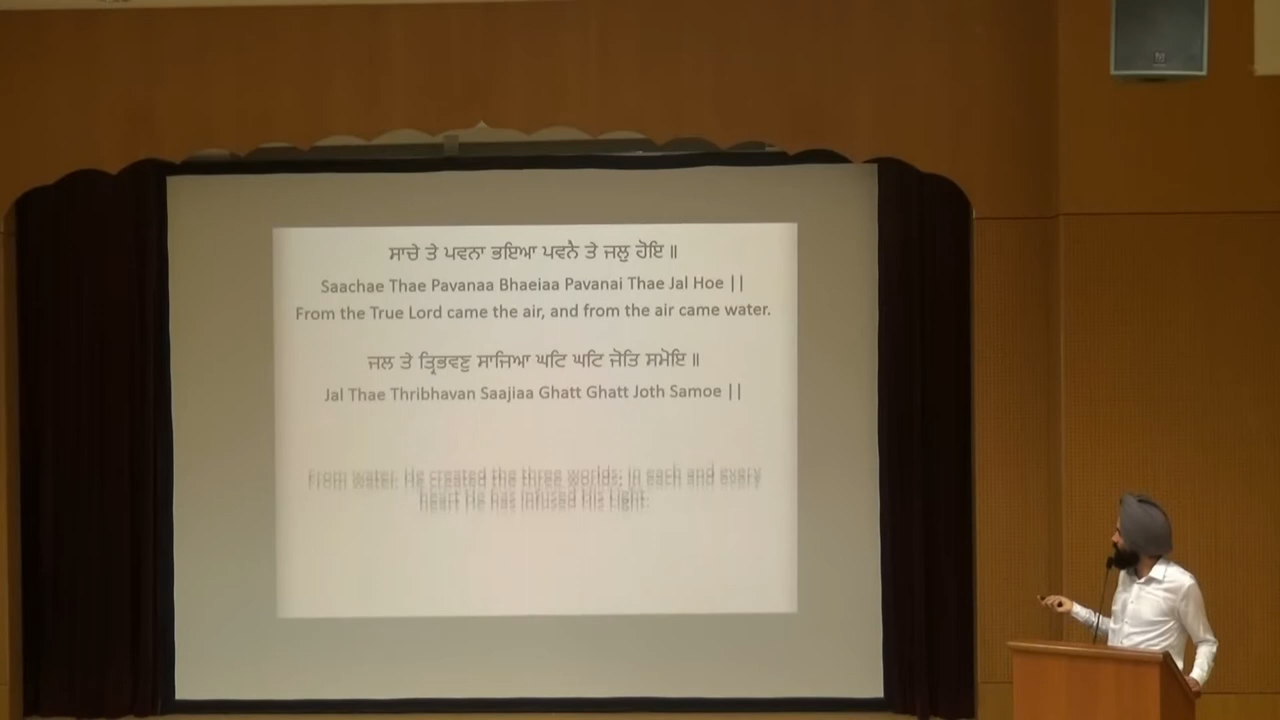 ਸਾਚੇ ਤੇ ਪਵਨਾ ਭਇਆ ਪਵਨੈ ਤੇ ਜਲੁ ਹੋਇ ॥
Saachae Thae Pavanaa Bhaeiaa Pavanai Thae Jal Hoe ||
From the True Lord came the air, and from the air came water.
ਜਲ ਤੇ ਤ੍ਰਿਭਵਣੁ ਸਾਜਿਆ ਘਟਿ ਘਟਿ ਜੋਤਿ ਸਮੋਇ ॥
Jal Thae Thribhavan Saajiaa Ghatt Ghatt Joth Samoe ||
From water, He created the three worlds; in each and every
heart He has infused His Light.